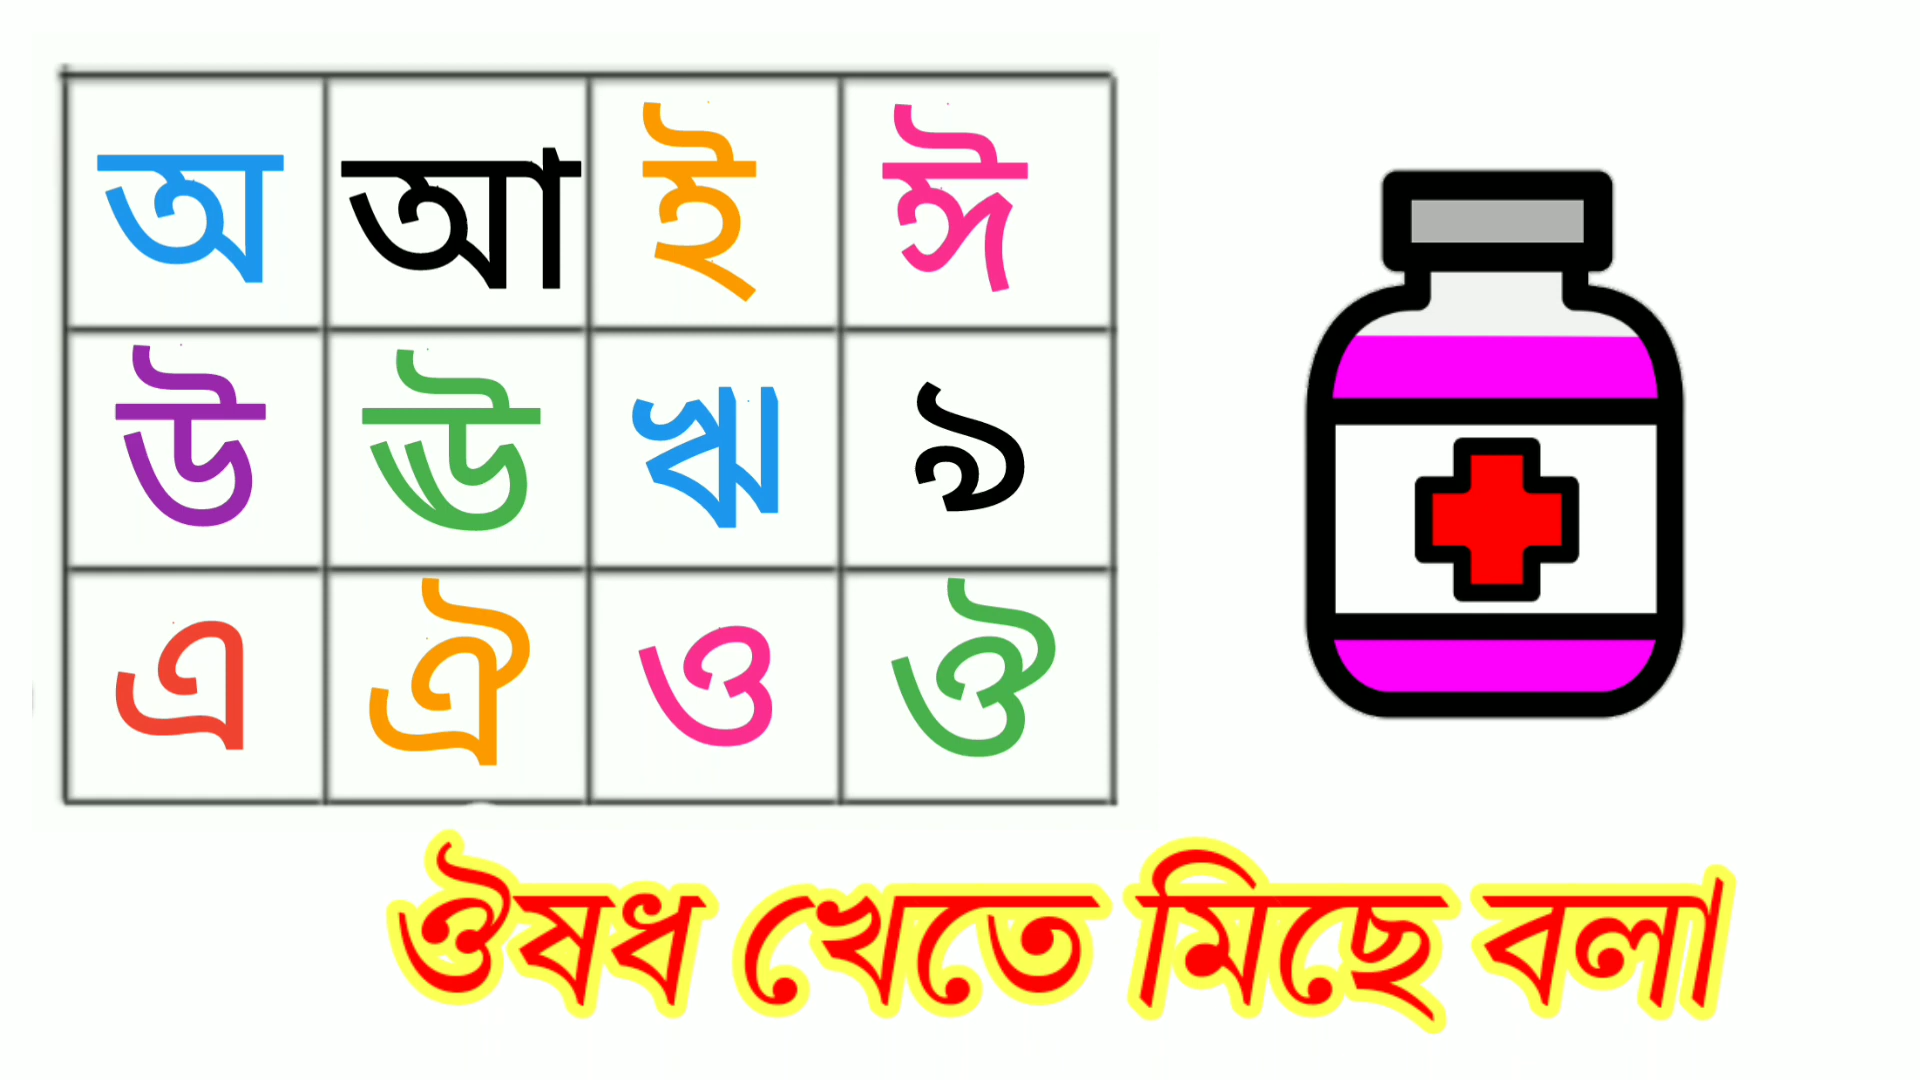 অ আ ই ঈ
উ ঊ ঋ ঌ
এ ঐ ও ঔ
ঔষধ খেতে মিছে বলা